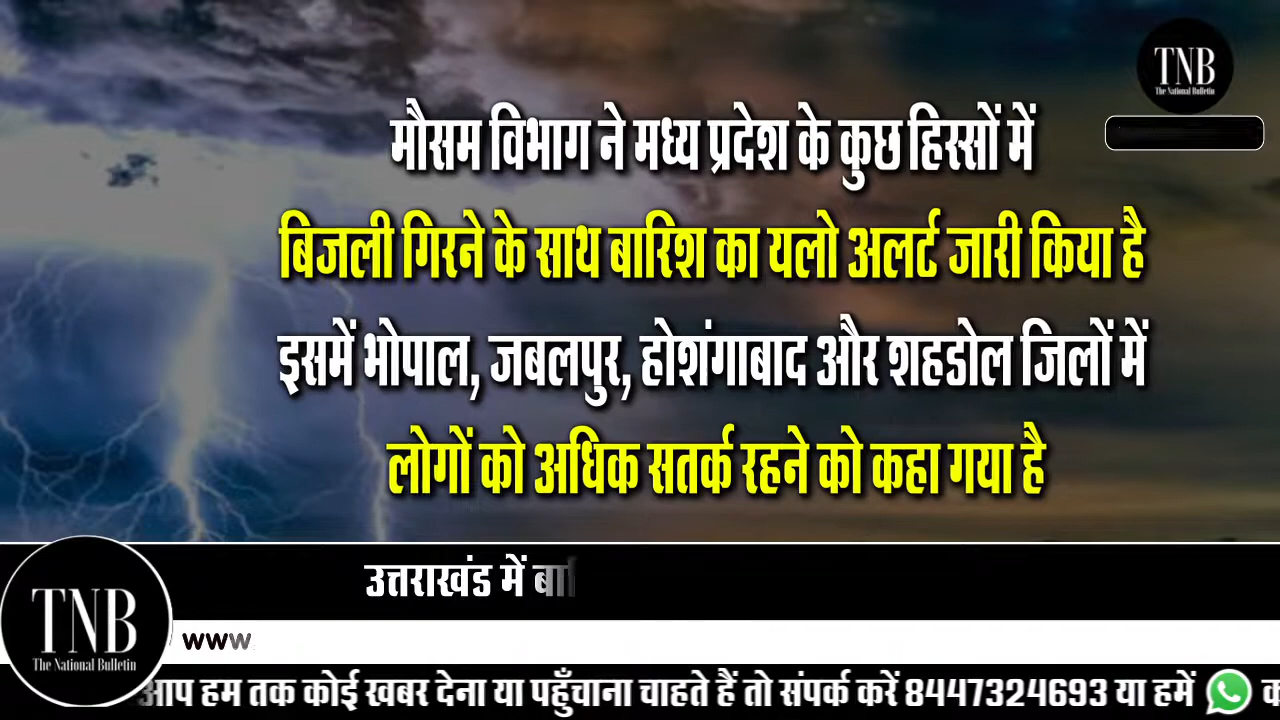 TNB
The National Bulletin
मौसम विभाग ने मध्य प्रदेश के कुछ हिस्सों में
बिजली गिरने के साथ बारिश का यलो अलर्ट जारी किया है
इसमें भोपाल, जबलपुर, होशंगाबाद और शहडोल जिलों में
लोगों को अधिक सतर्क रहने को कहा गया है
उत्तराखंड में
TNB
The National Bulletin
www.
आप हम तक कोई खबर देना या पहुँचाना चाहते हैं तो संपर्क करें 8447324693 या हमें